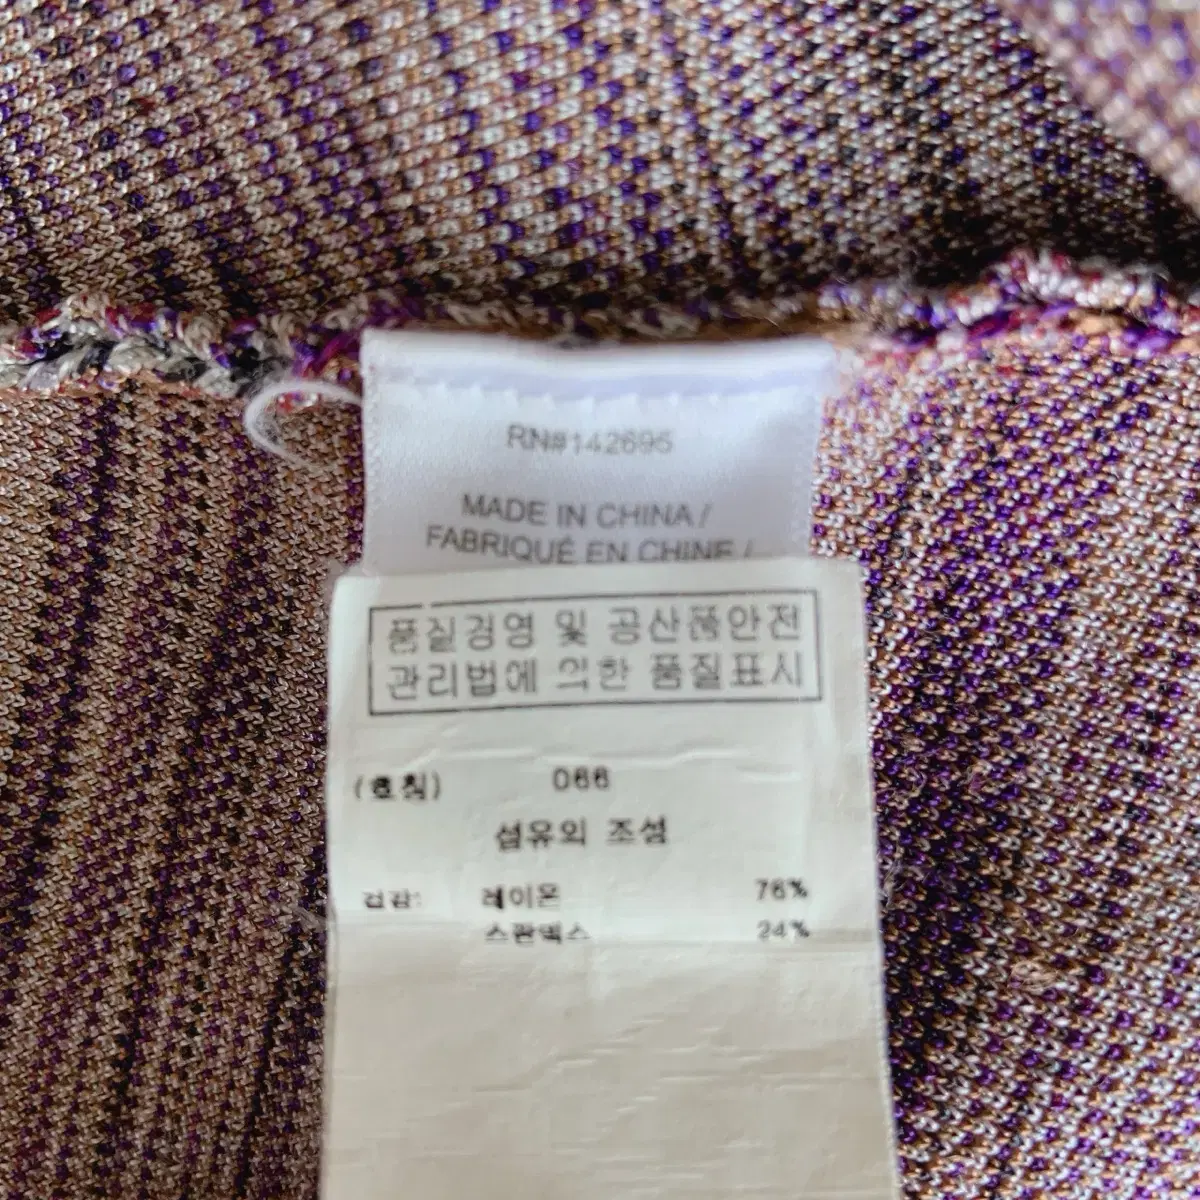 RN#142695
MADE IN CHINA /
FABRIQUÉ EN CHINE /
품질경영 및 공산품안전
관리법에 의한 품질표시
(호칭) 066
섬유의 조성
겉감: 레이온 76%
스판덱스 24%